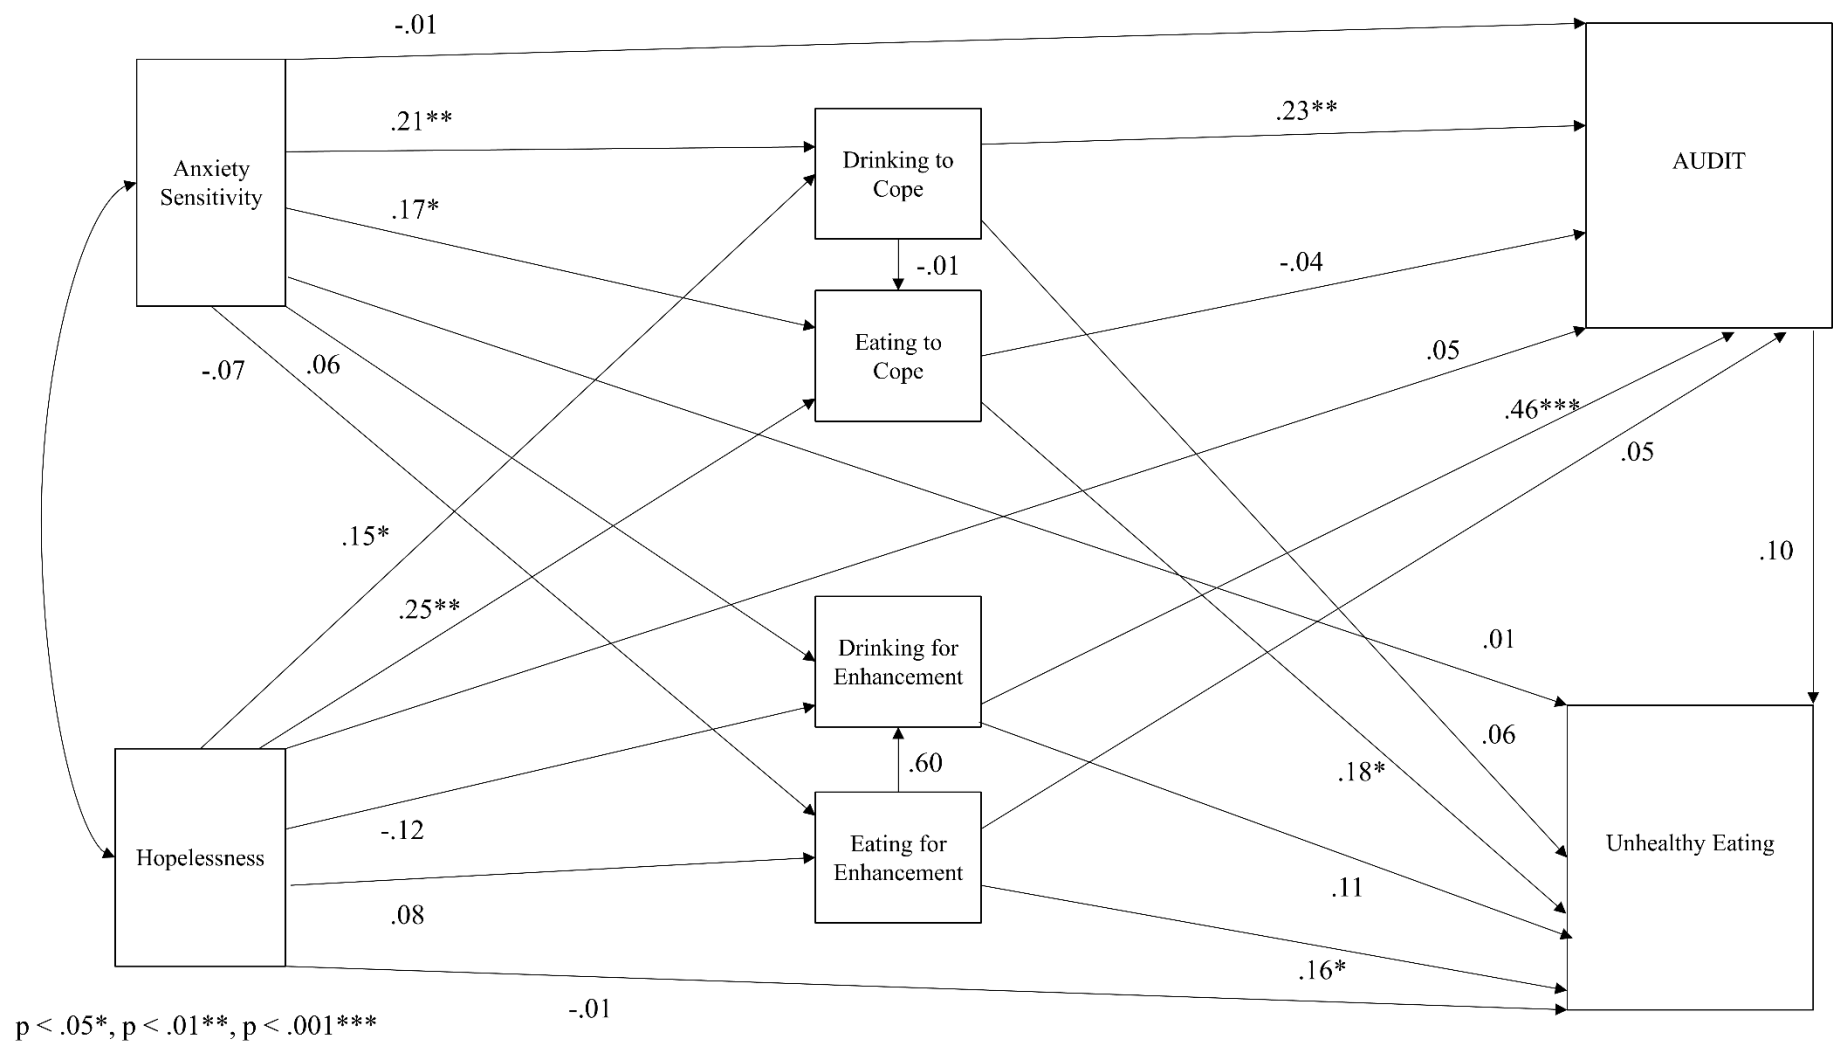 -.01
.21**
.23**
Anxiety
Sensitivity
Drinking to
Cope
AUDIT
.17*
-.01
-.04
Eating to
Cope
-.07
.06
.05
.46***
.05
.15*
.10
.25**
.01
Drinking for
Enhancement
.06
.60
.18*
-.12
Hopelessness
Eating for
Enhancement
Unhealthy Eating
.11
.08
.16*
-.01
p < .05*, p < .01**, p < .001***